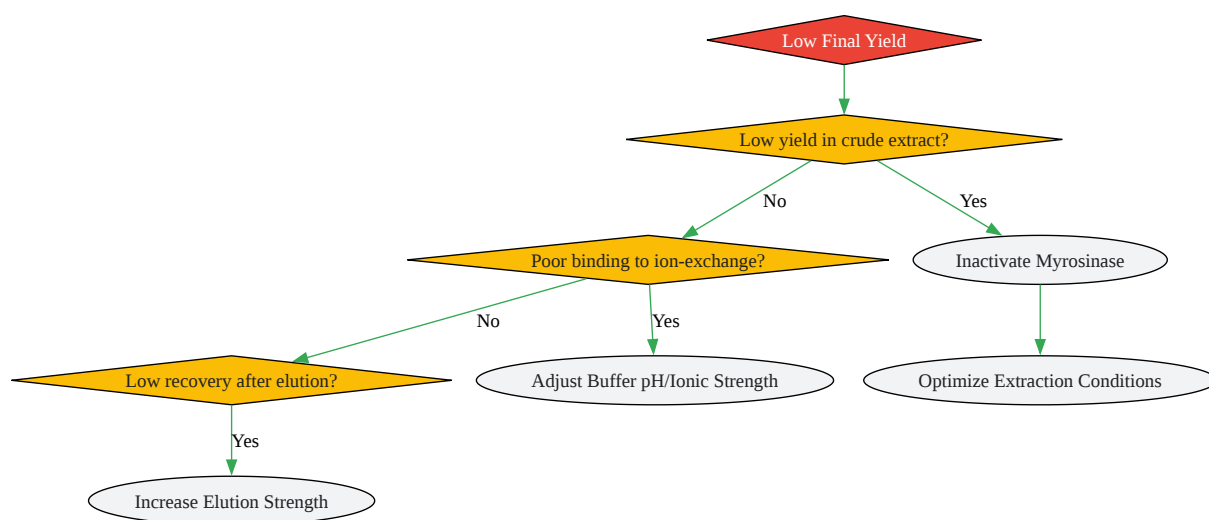 Low Final Yield
Low yield in crude extract?
No
Yes
Poor binding to ion-exchange?
Inactivate Myrosinase
No
Yes
Low recovery after elution?
Adjust Buffer pH/Ionic Strength
Optimize Extraction Conditions
Yes
Increase Elution Strength